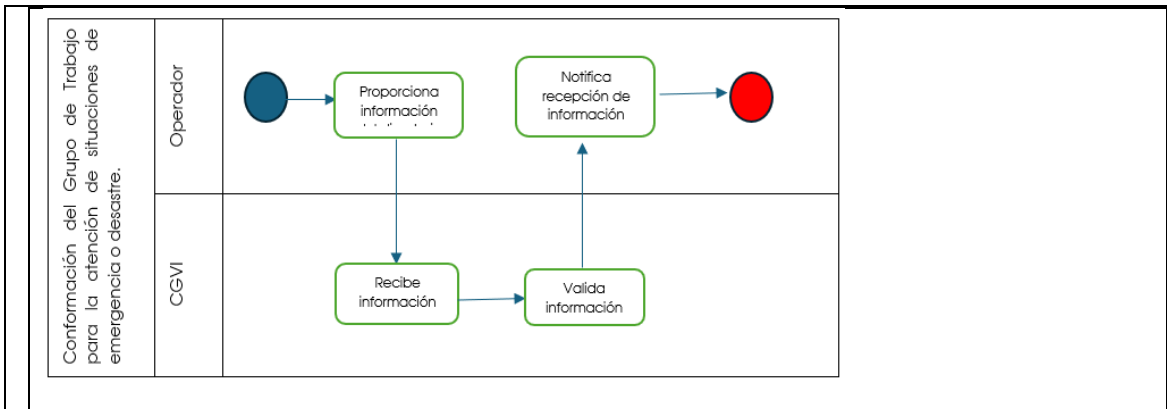 Conformación del Grupo de Trabajo
para la atención de situaciones de
emergencia o desastre.
Operador
Proporciona
información
Notifica
recepción de
información
CGVI
Recibe
información
Valida
información